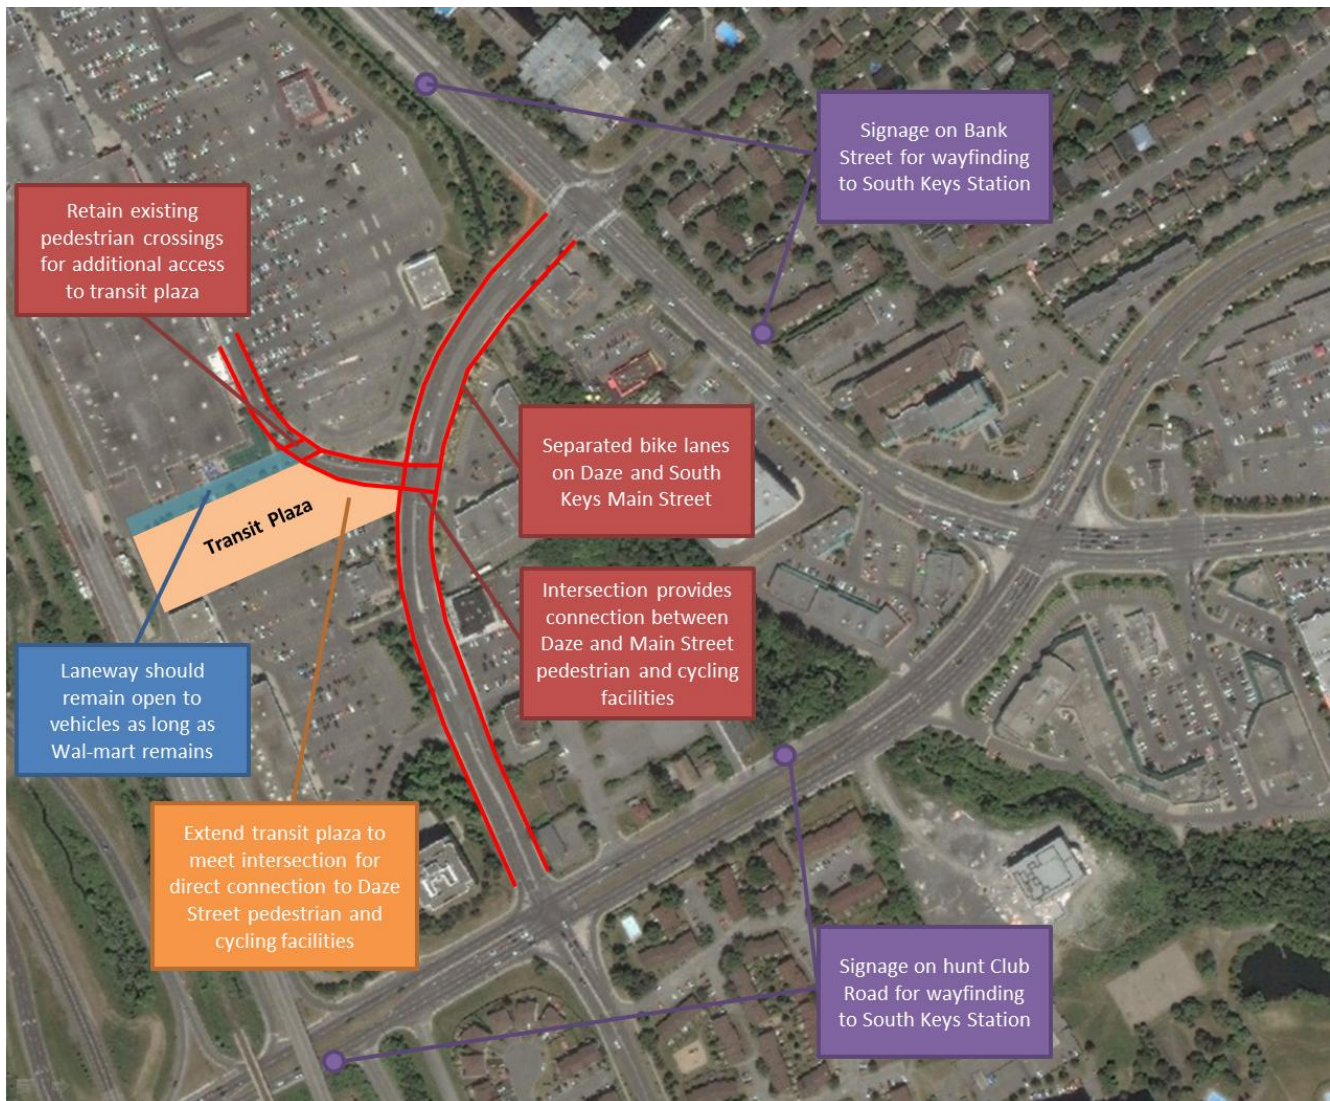 Signage on Bank
Street for wayfinding
to South Keys Station
Retain existing
pedestrian crossings
for additional access
to transit plaza
Separated bike lanes
on Daze and South
Keys Main Street
Transit Plaza
Intersection provides
connection between
Daze and Main Street
pedestrian and cycling
facilities
Laneway should
remain open to
vehicles as long as
Wal-mart remains
Extend transit plaza to
meet intersection for
direct connection to Daze
Street pedestrian and
cycling facilities
Signage on hunt Club
Road for wayfinding
to South Keys Station